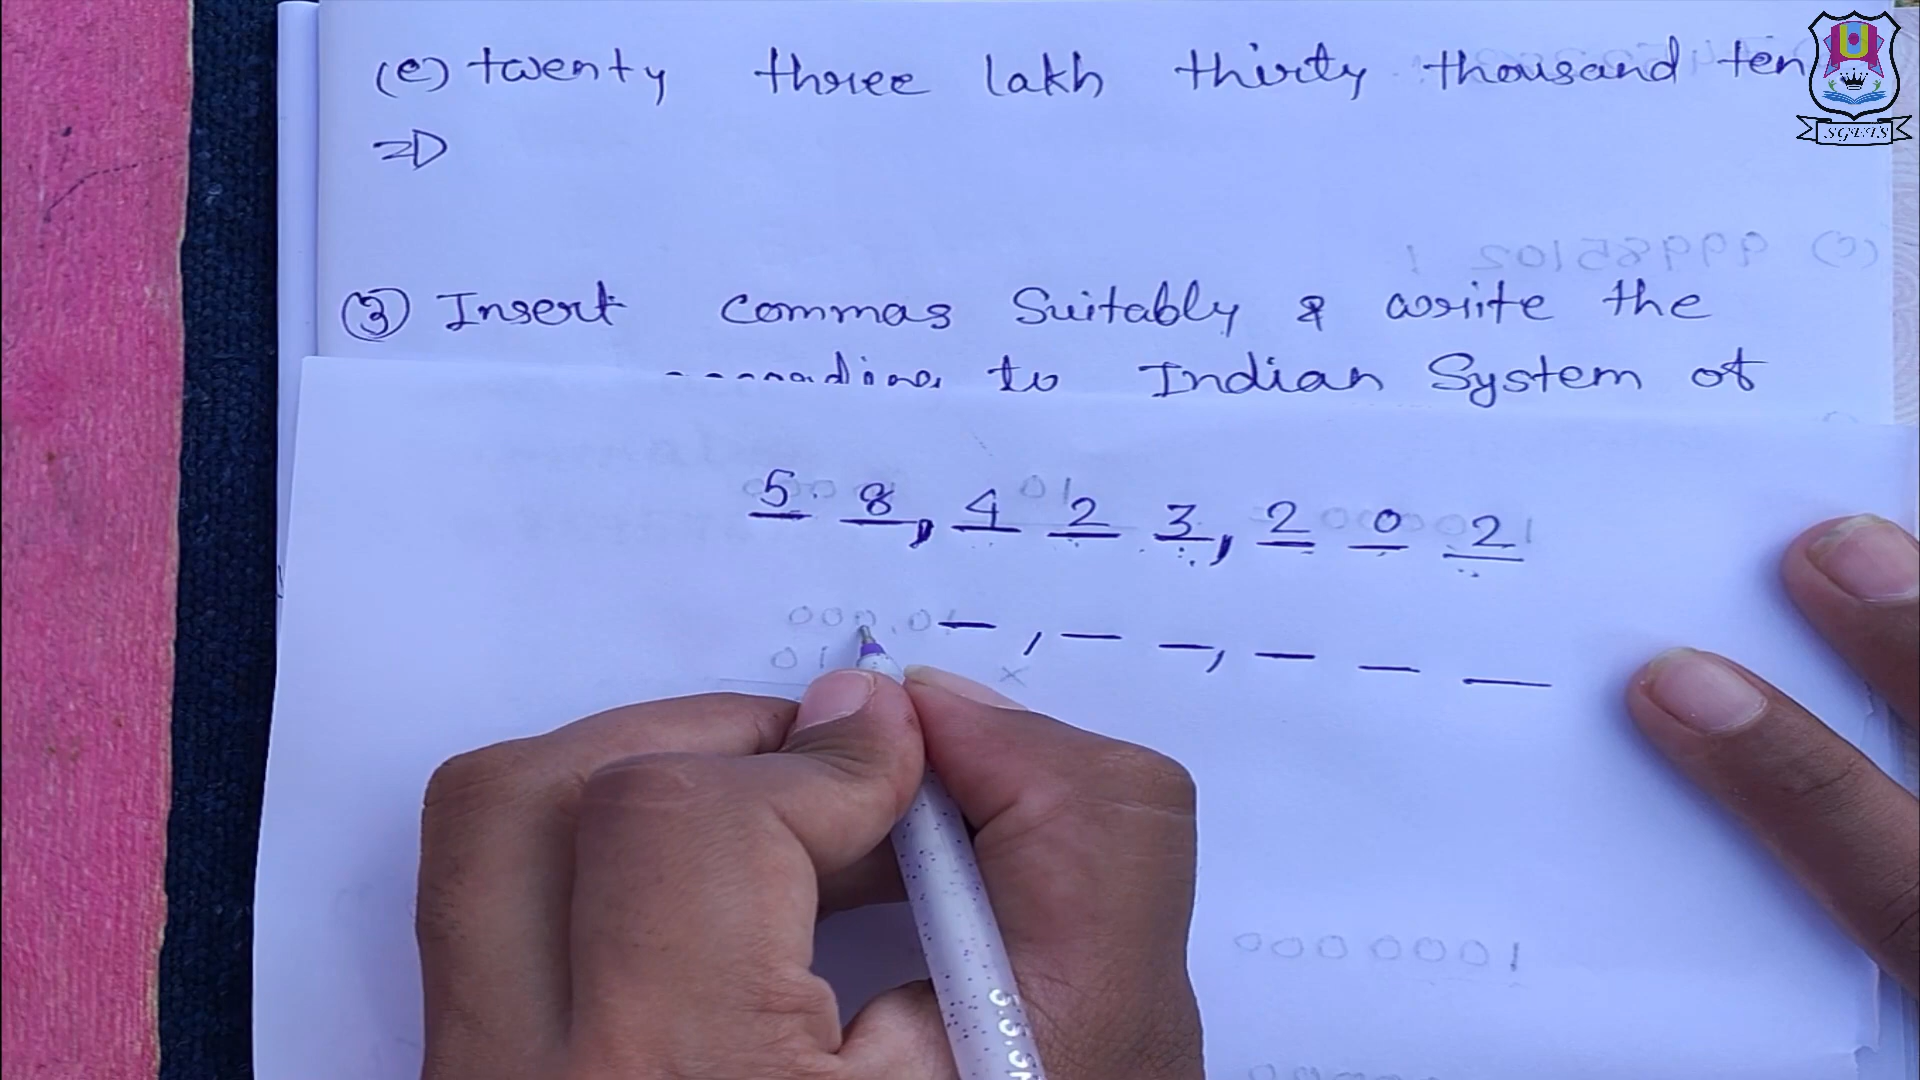 (e) twenty three lakh thirty thousand ten
⇒
(3) Insert commas suitably & write the
to Indian System of
5 8, 4 2 3, 2 0 2
_ , _ _, _ _ _
SGEIS